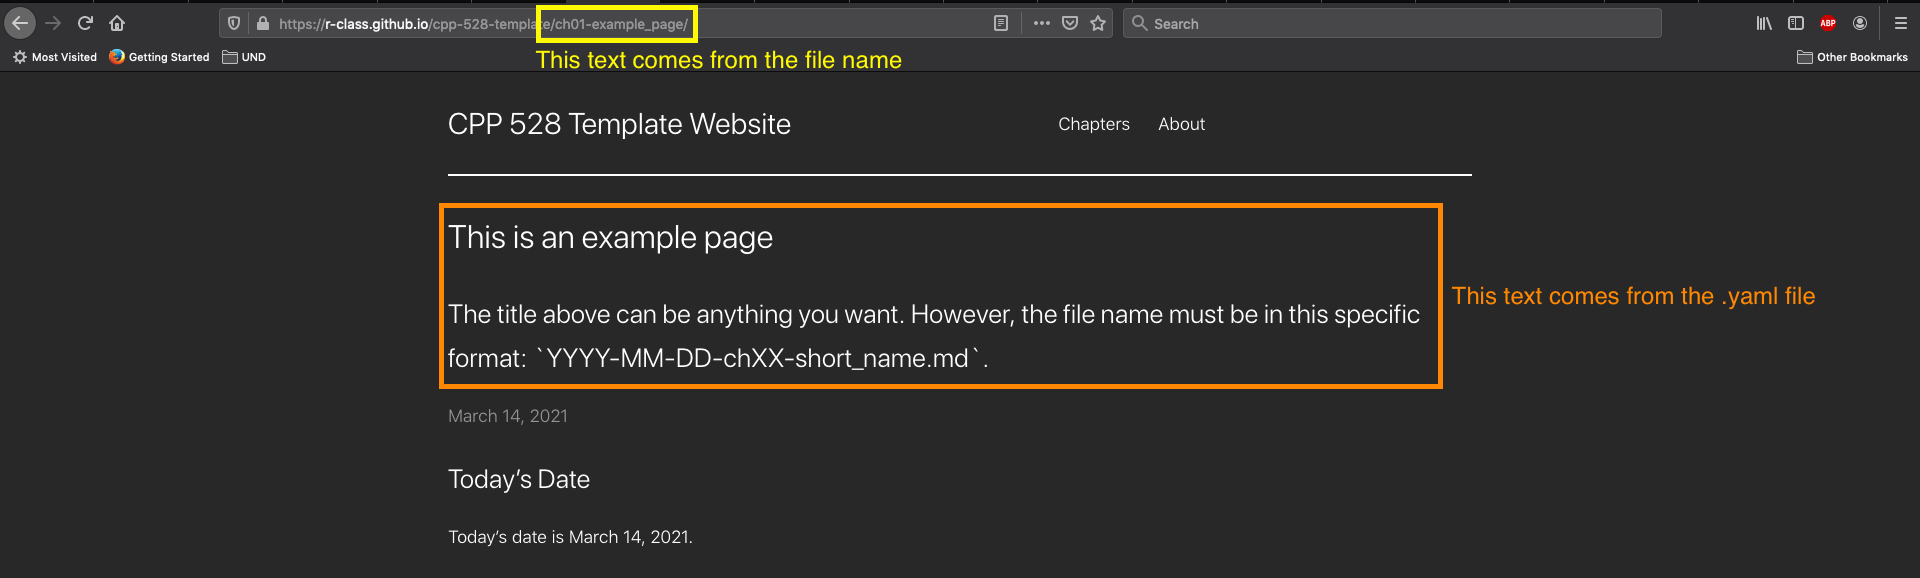 https://r-class.github.io/cpp-528-template/ch01-example_page/
Search
ABP
Most Visited
Getting Started
UND
This text comes from the file name
Other Bookmarks
CPP 528 Template Website
Chapters
About
This is an example page
The title above can be anything you want. However, the file name must be in this specific
format: `YYYY-MM-DD-chXX-short_name.md`.
This text comes from the .yaml file
March 14, 2021
Today’s Date
Today’s date is March 14, 2021.